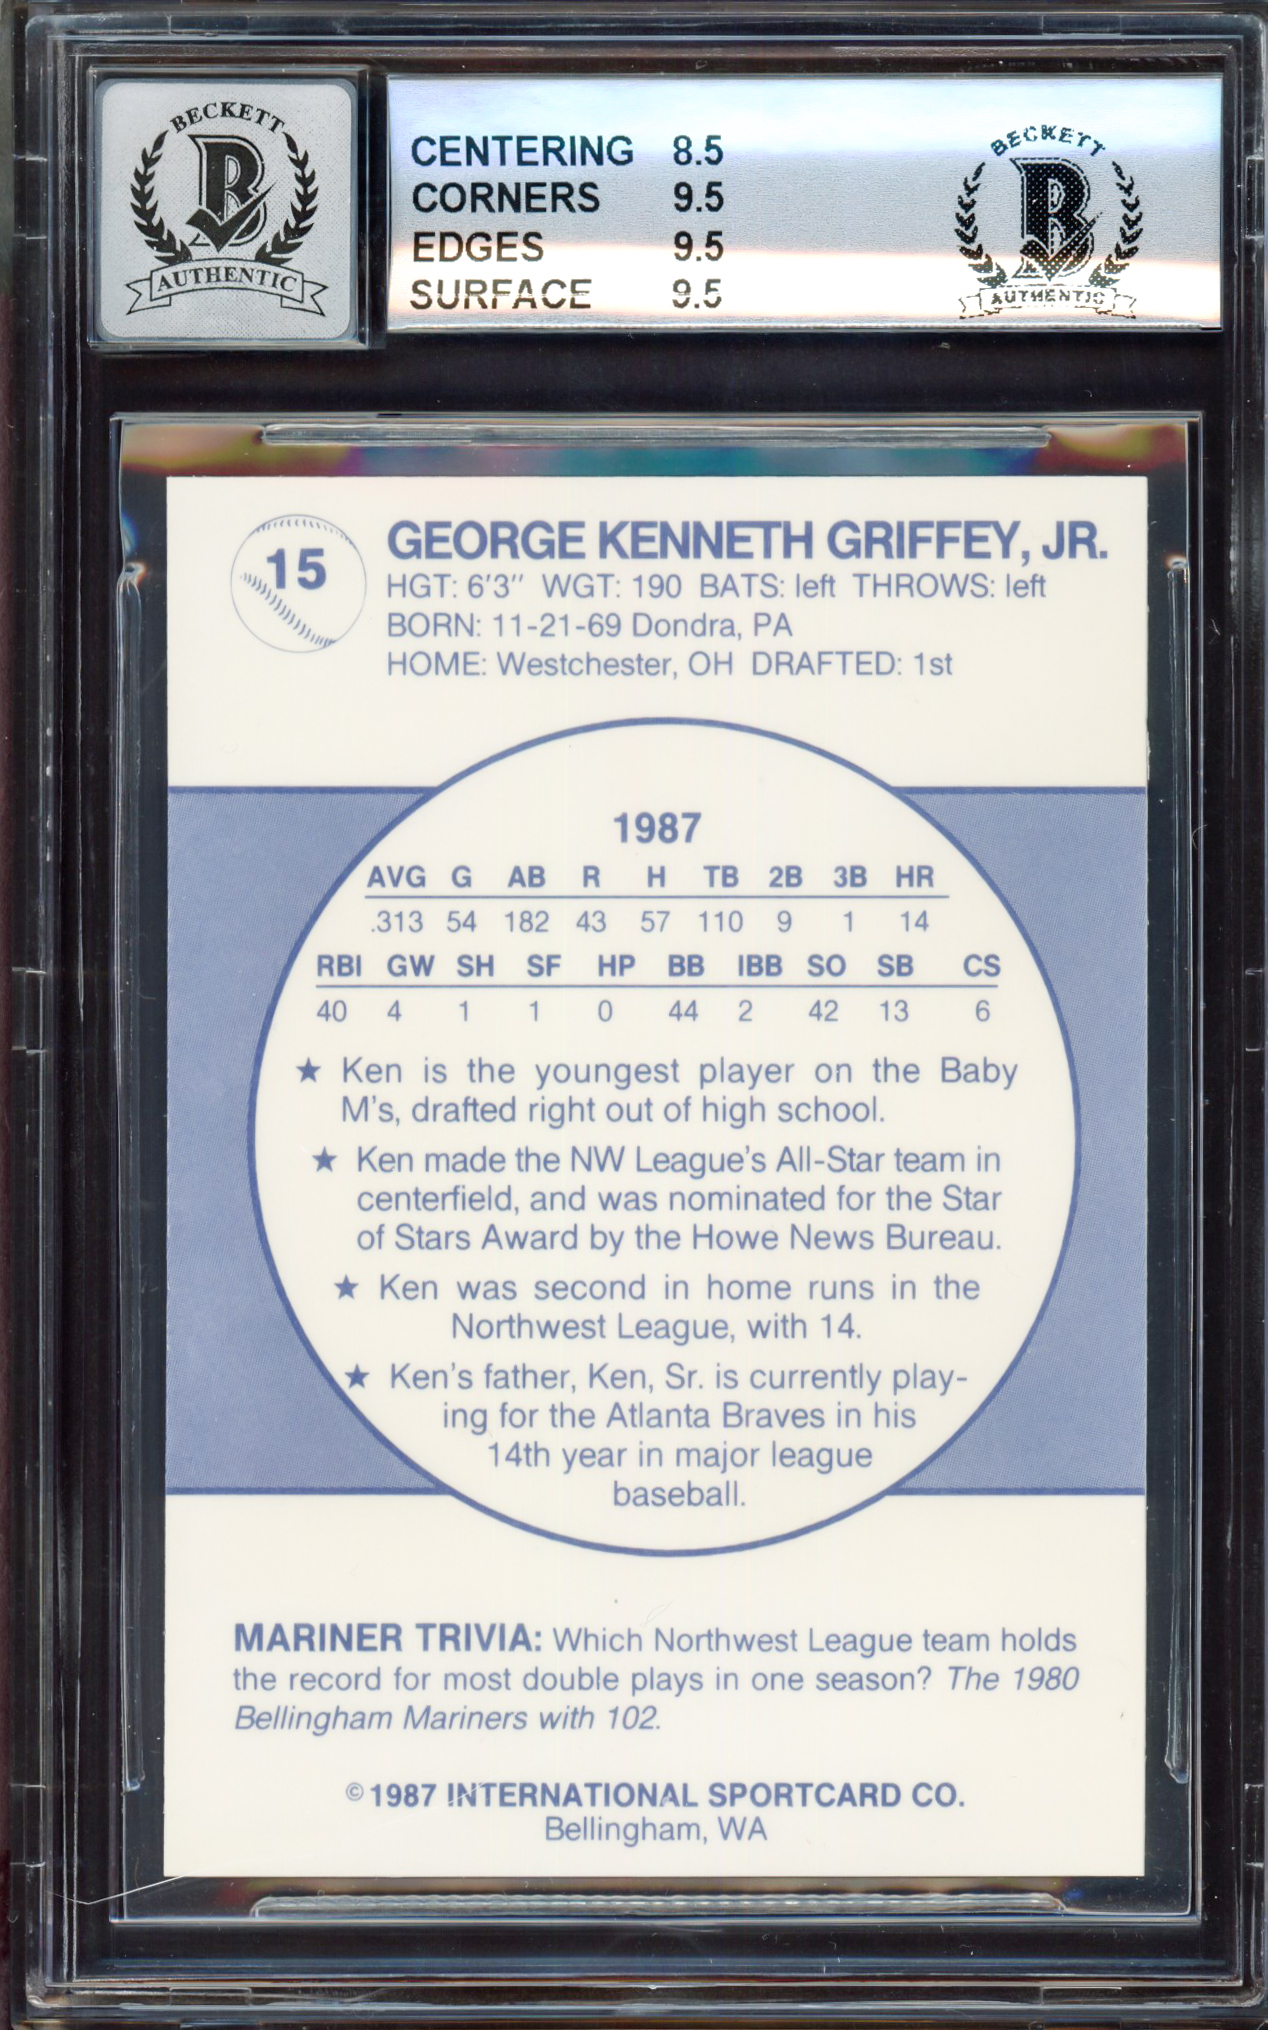 BECKETT
B
AUTHENTIC
CENTERING 8.5
CORNERS 9.5
EDGES 9.5
SURFACE 9.5
BECKETT
B
AUTHENTIC
15
GEORGE KENNETH GRIFFEY, JR.
HGT: 6'3" WGT: 190 BATS: left THROWS: left
BORN: 11-21-69 Dondra, PA
HOME: Westchester, OH DRAFTED: 1st
1987
AVG G AB R H TB 2B 3B HR
.313 54 182 43 57 110 9 1 14
RBI GW SH SF HP BB IBB SO SB CS
40 4 1 1 0 44 2 42 13 6
★ Ken is the youngest player on the Baby
M's, drafted right out of high school.
★ Ken made the NW League's All-Star team in
centerfield, and was nominated for the Star
of Stars Award by the Howe News Bureau.
★ Ken was second in home runs in the
Northwest League, with 14.
★ Ken's father, Ken, Sr. is currently play-
ing for the Atlanta Braves in his
14th year in major league
baseball.
MARINER TRIVIA: Which Northwest League team holds
the record for most double plays in one season? The 1980
Bellingham Mariners with 102.
© 1987 INTERNATIONAL SPORTCARD CO.
Bellingham, WA